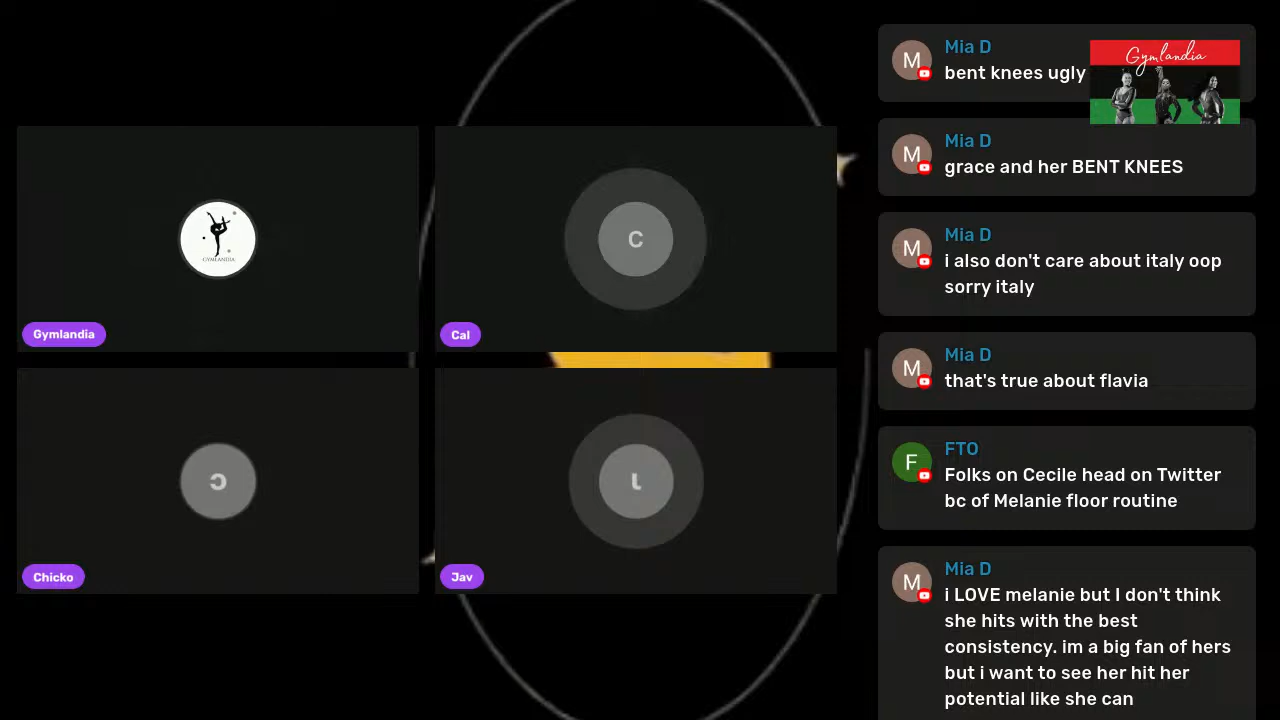 GYMLANDIA
Gymlandia
C
Cal
C
Chicko
J
Jav
Gymlandia
M
Mia D
bent knees ugly
M
Mia D
grace and her BENT KNEES
M
Mia D
i also don't care about italy oop
sorry italy
M
Mia D
that's true about flavia
F
FTO
Folks on Cecile head on Twitter
bc of Melanie floor routine
M
Mia D
i LOVE melanie but I don't think
she hits with the best
consistency. im a big fan of hers
but i want to see her hit her
potential like she can